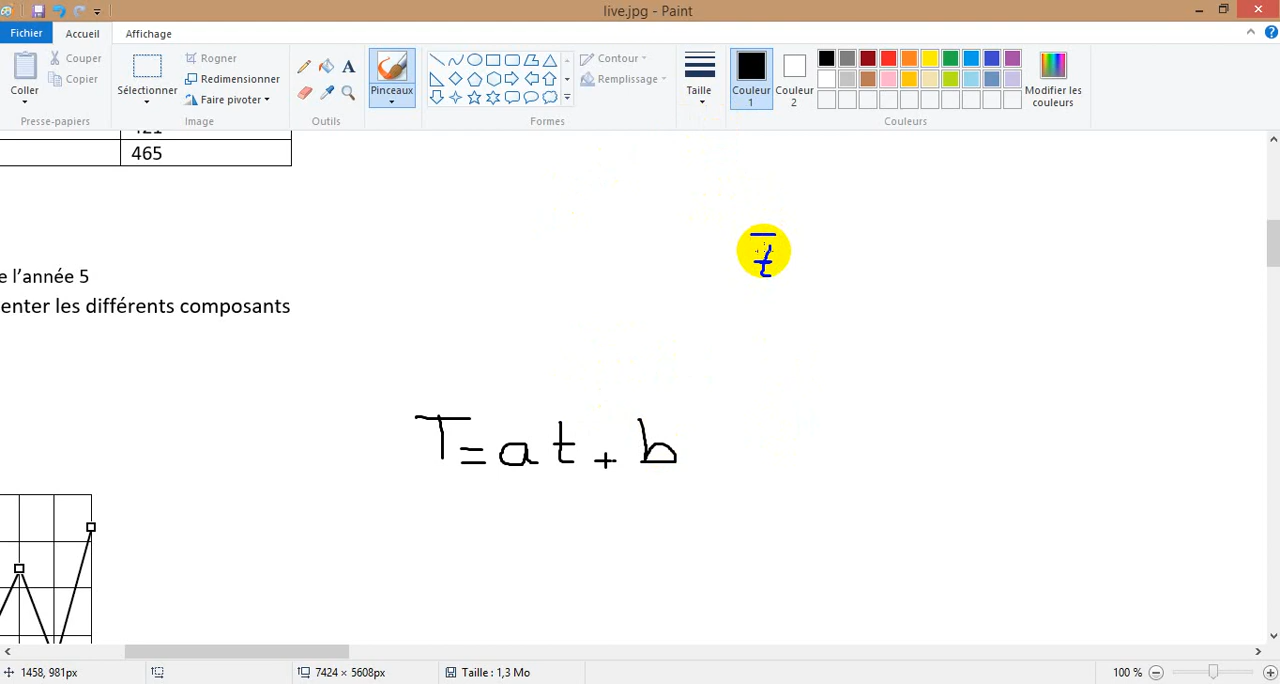 live.jpg - Paint
Fichier Accueil Affichage
Coller
Couper
Copier
Presse-papiers
Sélectionner
Rogner
Redimensionner
Faire pivoter
Image
A
Outils
Pinceaux
Contour
Remplissage
Formes
Taille
Couleur 1
Couleur 2
Modifier les couleurs
Couleurs
421
465
e l’année 5
enter les différents composants
t̅
T = a t + b
1458, 981px
7424 × 5608px
Taille : 1,3 Mo
100 %